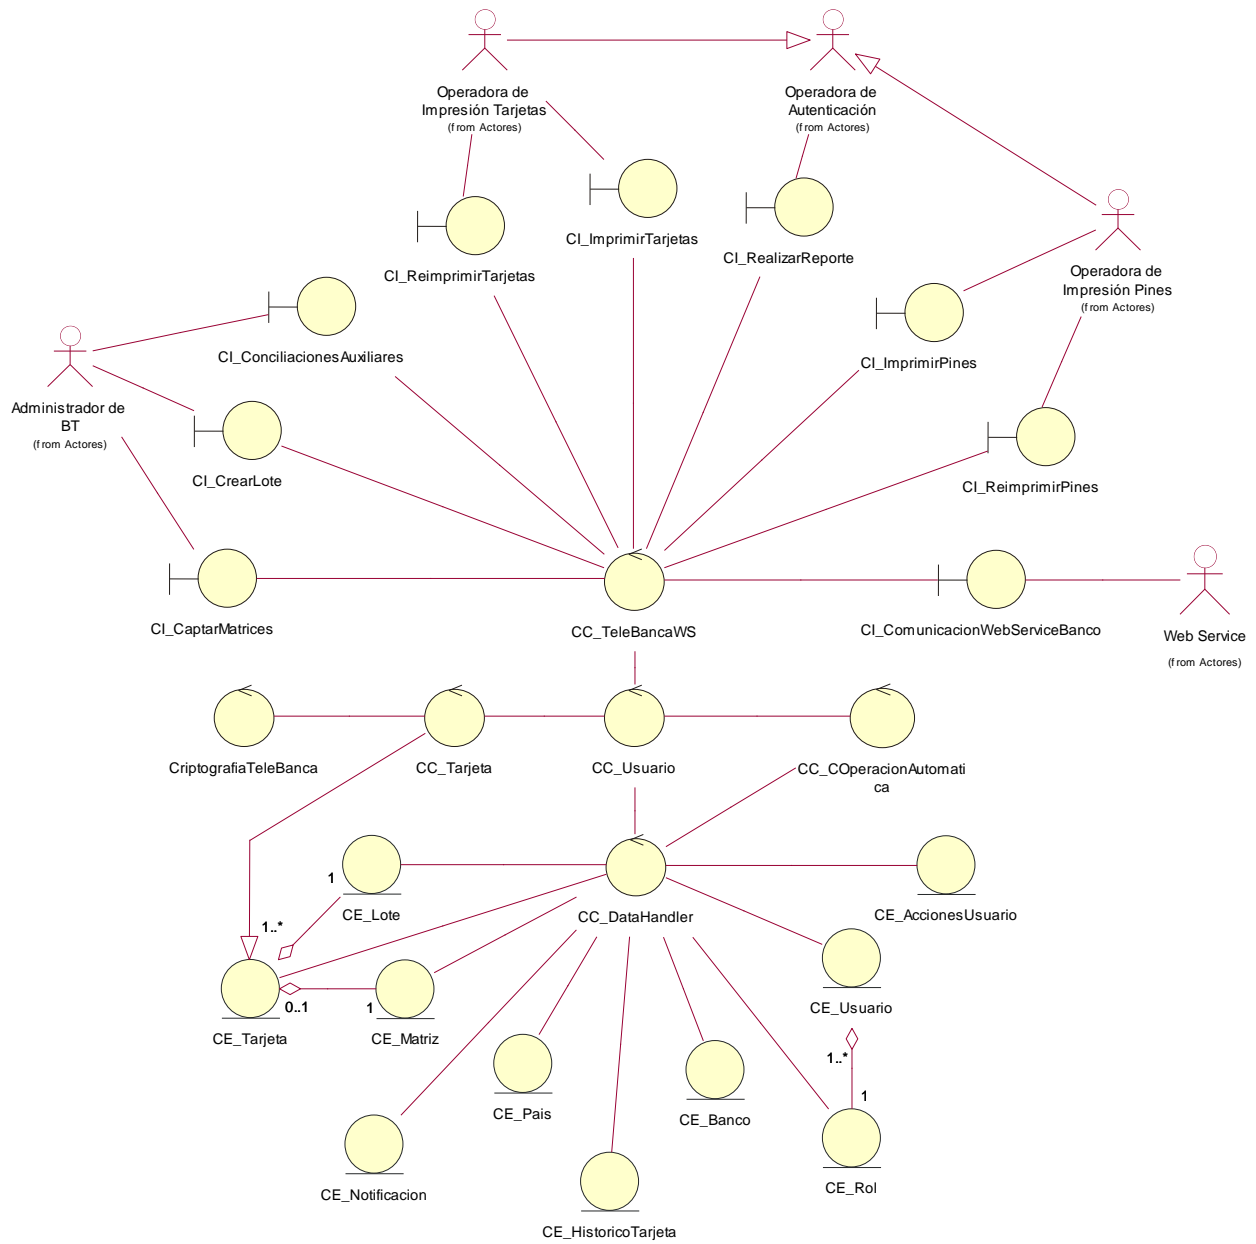 Operadora de
Impresión Tarjetas
(from Actores)
Operadora de
Autenticación
(from Actores)
CI_ImprimirTarjetas
CI_RealizarReporte
CI_ReimprimirTarjetas
Operadora de
Impresión Pines
(from Actores)
CI_ConciliacionesAuxiliares
CI_ImprimirPines
Administrador de
BT
(from Actores)
CI_CrearLote
CI_ReimprimirPines
CI_CaptarMatrices
CC_TeleBancaWS
CI_ComunicacionWebServiceBanco
Web Service
(from Actores)
CriptografiaTeleBanca
CC_Tarjeta
CC_Usuario
CC_COperacionAutomati
ca
1
CE_Lote
CC_DataHandler
CE_AccionesUsuario
1..*
0..1
1
CE_Tarjeta
CE_Matriz
CE_Usuario
1..*
1
CE_Pais
CE_Banco
CE_Notificacion
CE_Rol
CE_HistoricoTarjeta